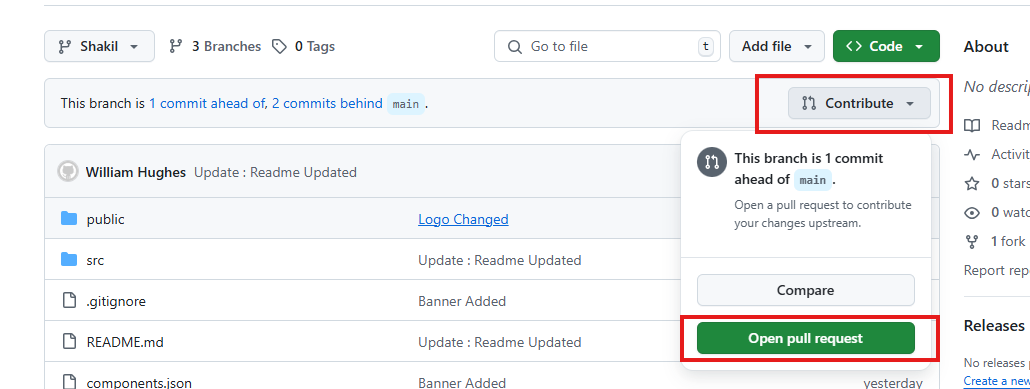 Shakil
3 Branches
0 Tags
Go to file
t
Add file
<> Code
About
This branch is 1 commit ahead of, 2 commits behind main .
Contribute
No descrip
This branch is 1 commit
ahead of main .
Open a pull request to contribute
your changes upstream.
Compare
Open pull request
William Hughes Update : Readme Updated
public Logo Changed
src Update : Readme Updated
.gitignore Banner Added
README.md Update : Readme Updated
components.json Banner Added yesterday
Readm
Activit
0 stars
0 watc
1 fork
Report rep
Releases
No releases p
Create a new